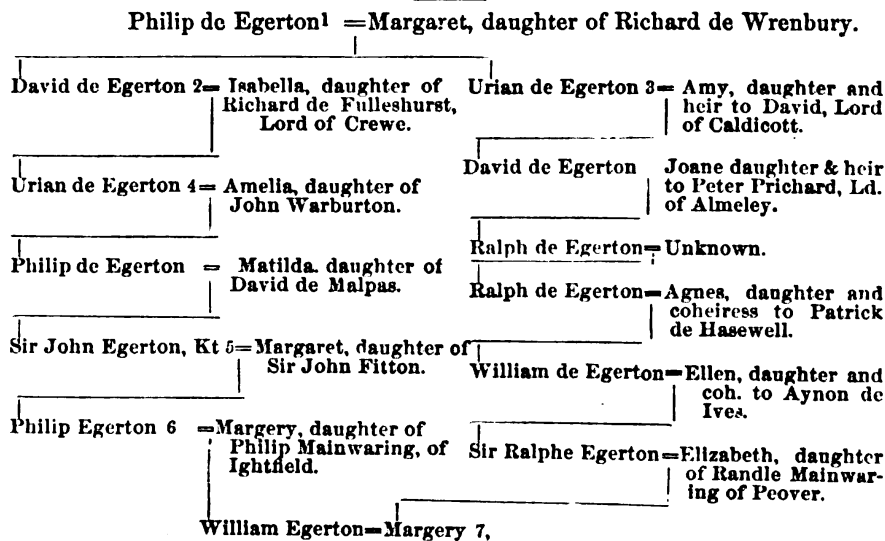 Philip de Egerton1 =Margaret, daughter of Richard de Wrenbury.
David de Egerton 2= Isabella, daughter of
Richard de Fulleshurst,
Lord of Crewe.
Urian de Egerton 3= Amy, daughter and
heir to David, Lord
of Caldicott.
Urian de Egerton 4= Amelia, daughter of
John Warburton.
David de Egerton Joane daughter & heir
to Peter Prichard, Ld.
of Almeley.
Philip de Egerton = Matilda. daughter of
David de Malpas.
Ralph de Egerton= Unknown.
Ralph de Egerton=Agnes, daughter and
coheiress to Patrick
de Hasewell.
Sir John Egerton, Kt 5=Margaret, daughter of
Sir John Fitton.
William de Egerton=Ellen, daughter and
coh. to Aynon de
Ives.
Philip Egerton 6 =Margery, daughter of
Philip Mainwaring, of
Ightfield.
Sir Ralphe Egerton=Elizabeth, daughter
of Randle Mainwar-
ing of Peover.
William Egerton=Margery 7,